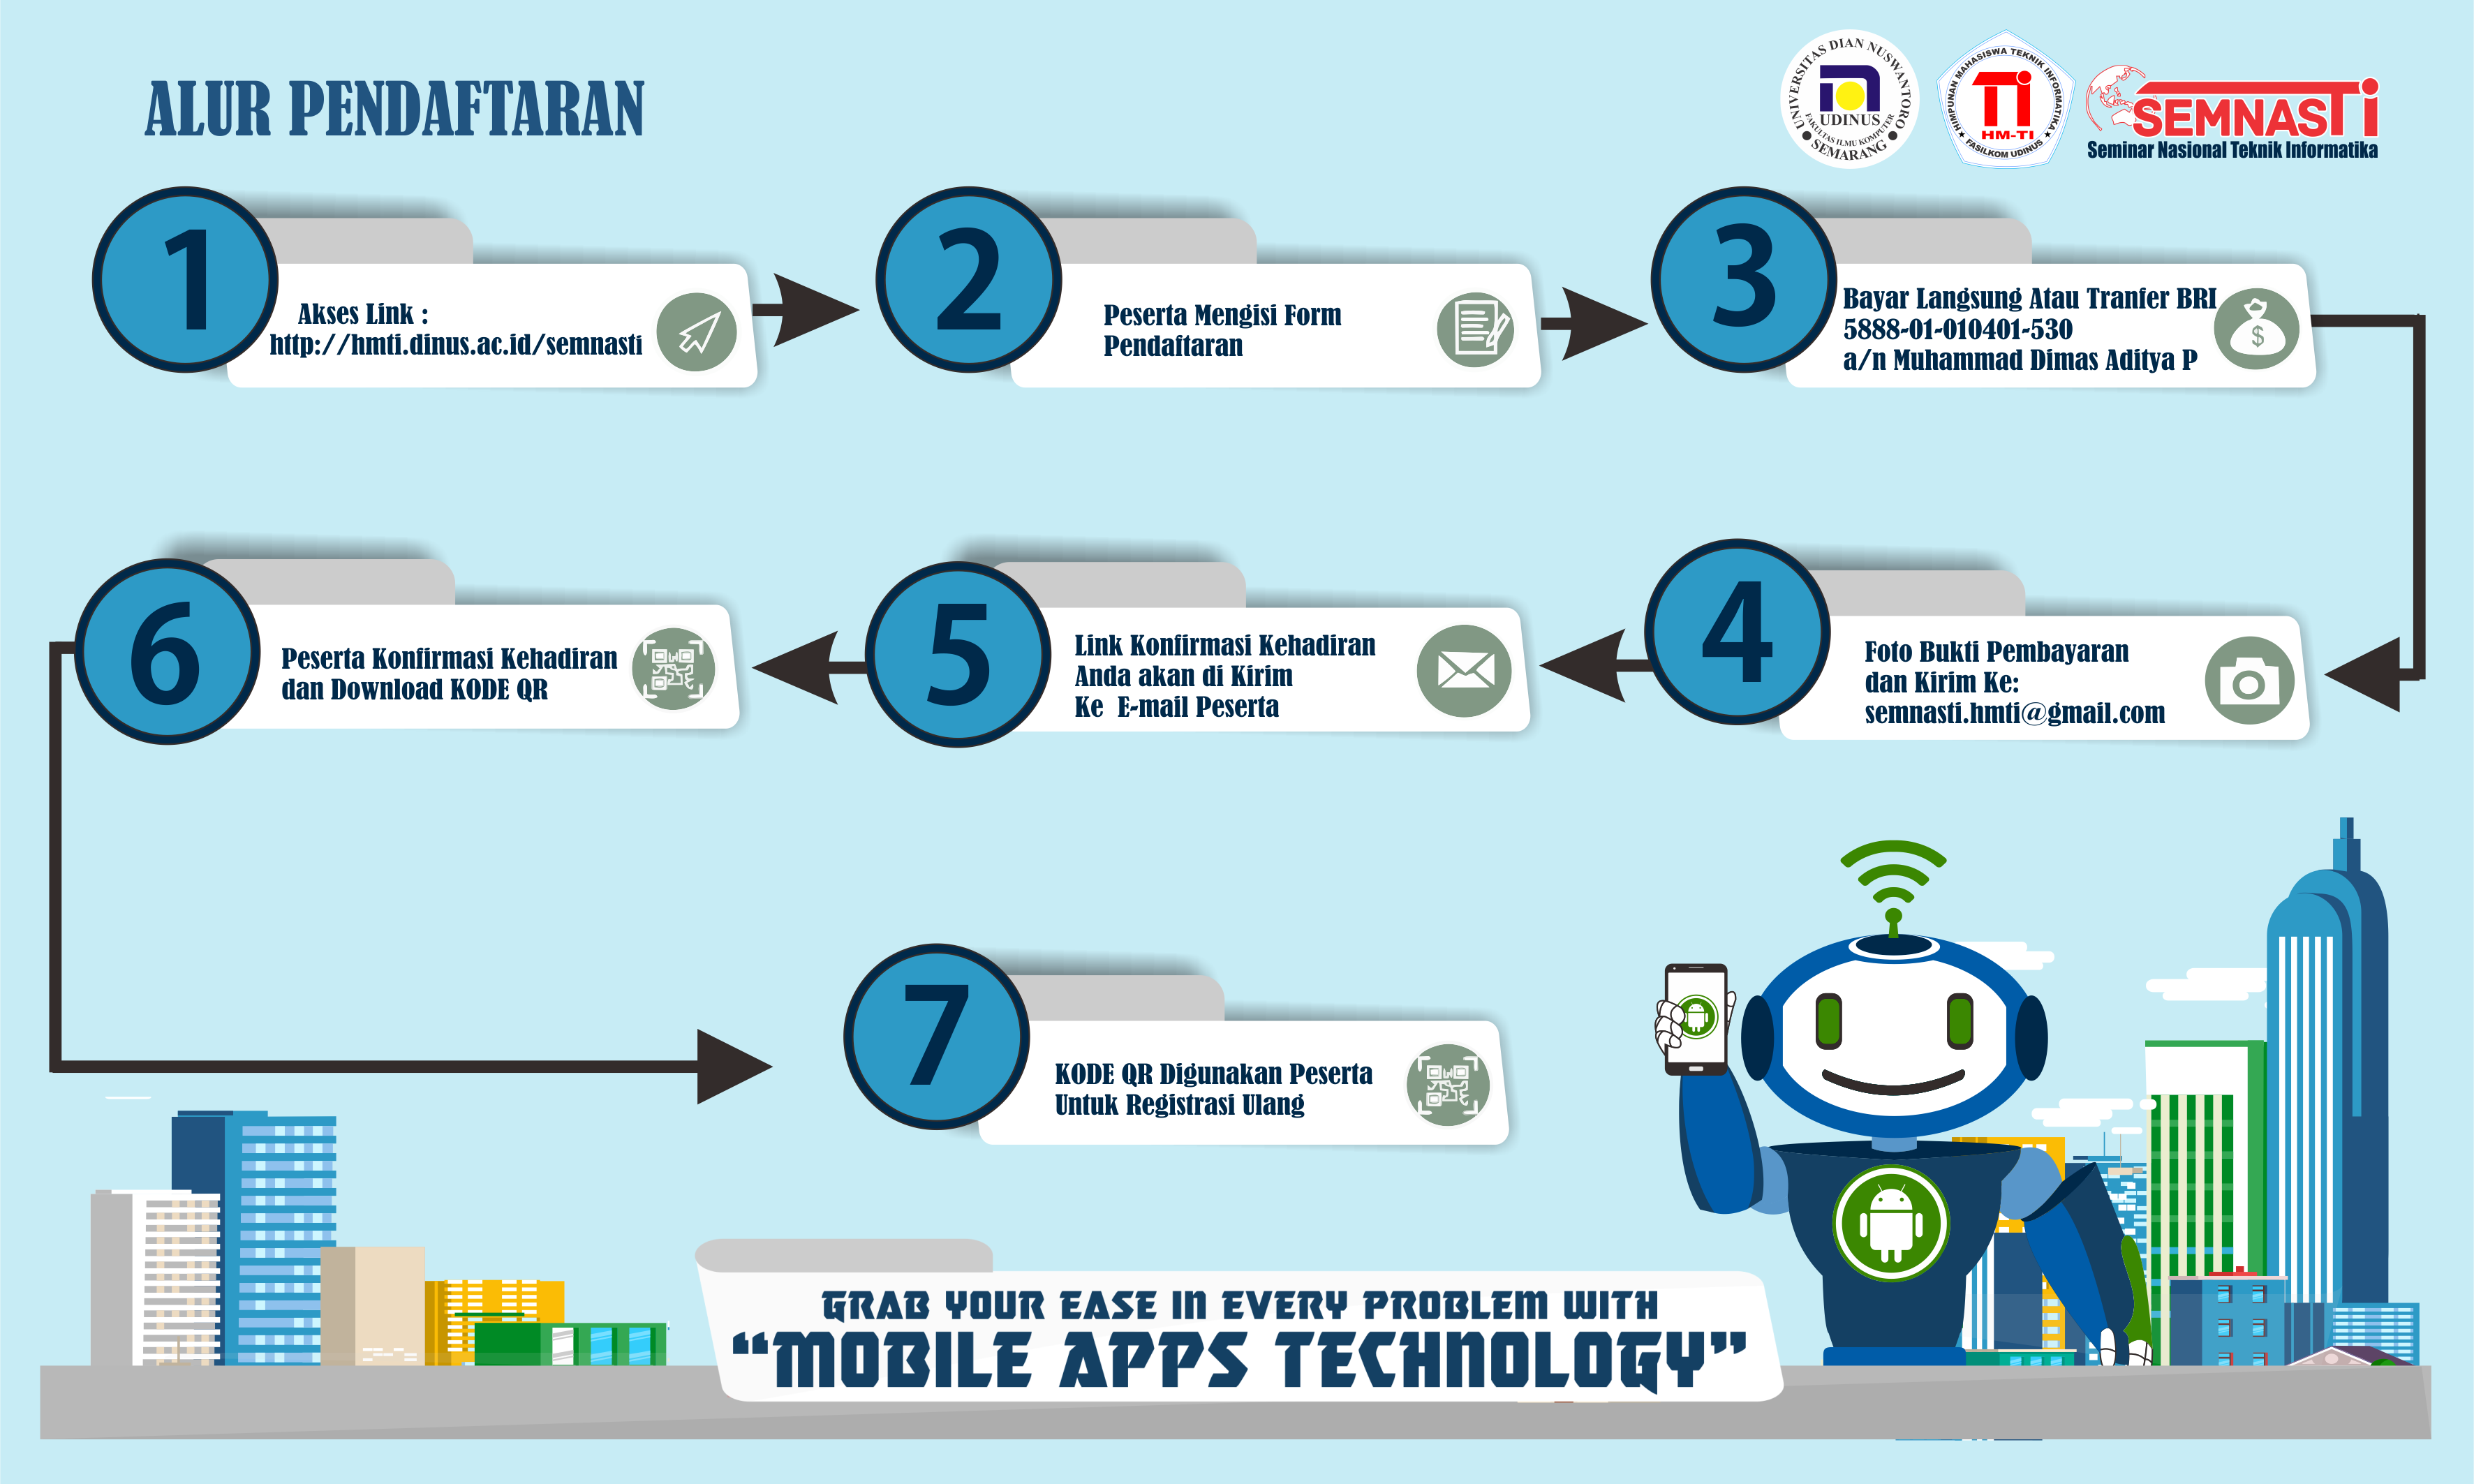 ALUR PENDAFTARAN
UNIVERSITAS DIAN NUSWANTORO
UDINUS
FAKULTAS ILMU KOMPUTER
SEMARANG
HIMPUNAN MAHASISWA TEKNIK INFORMATIKA
TI
HM-TI
FASILKOM UDINUS
SEMNASTI
Seminar Nasional Teknik Informatika
1
Akses Link :
http://hmti.dinus.ac.id/semnasti
2
Peserta Mengisi Form
Pendaftaran
3
Bayar Langsung Atau Tranfer BRI
5888-01-010401-530
a/n Muhammad Dimas Aditya P
$
4
Foto Bukti Pembayaran
dan Kirim Ke:
semnasti.hmti@gmail.com
5
Link Konfirmasi Kehadiran
Anda akan di Kirim
Ke E-mail Peserta
6
Peserta Konfirmasi Kehadiran
dan Download KODE QR
7
KODE QR Digunakan Peserta
Untuk Registrasi Ulang
GRAB YOUR EASE IN EVERY PROBLEM WITH
“MOBILE APPS TECHNOLOGY”